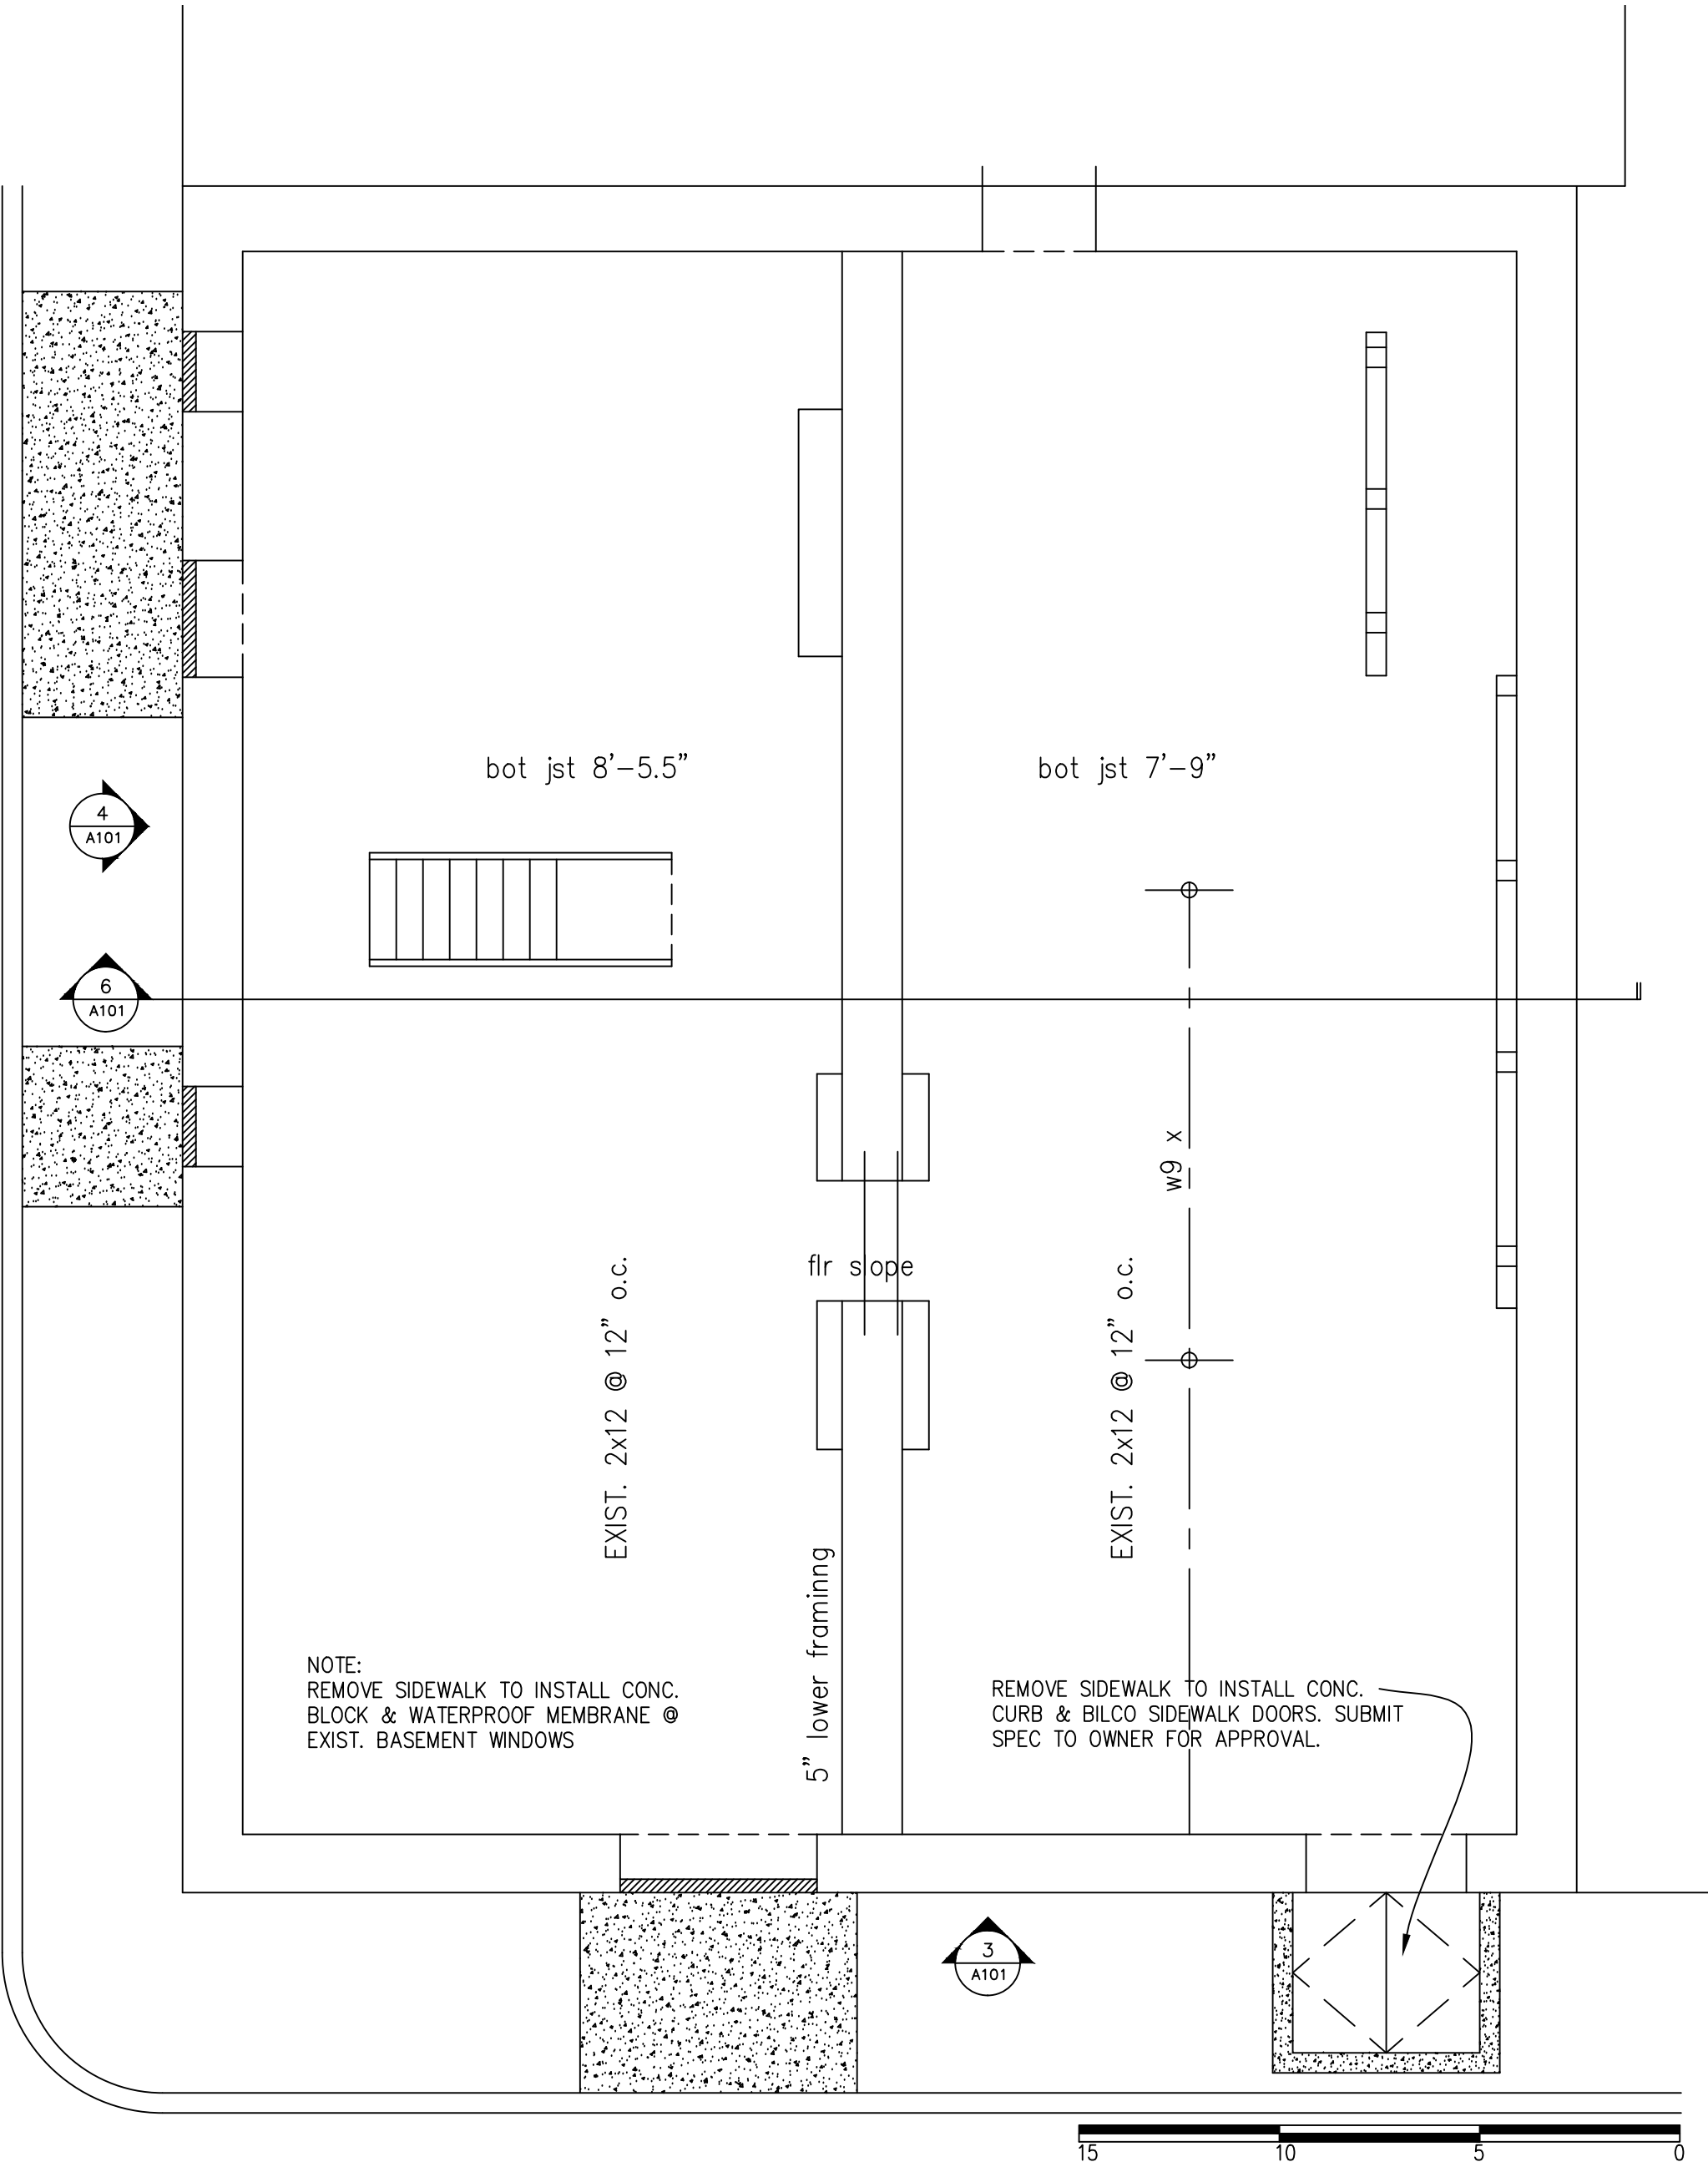 bot jst 8'-5.5"
bot jst 7'-9"
4
A101
6
A101
w9 x
flr slope
EXIST. 2x12 @ 12" o.c.
EXIST. 2x12 @ 12" o.c.
5" lower framinng
NOTE:
REMOVE SIDEWALK TO INSTALL CONC.
BLOCK & WATERPROOF MEMBRANE @
EXIST. BASEMENT WINDOWS
REMOVE SIDEWALK TO INSTALL CONC.
CURB & BILCO SIDEWALK DOORS. SUBMIT
SPEC TO OWNER FOR APPROVAL.
3
A101
15 10 5 0